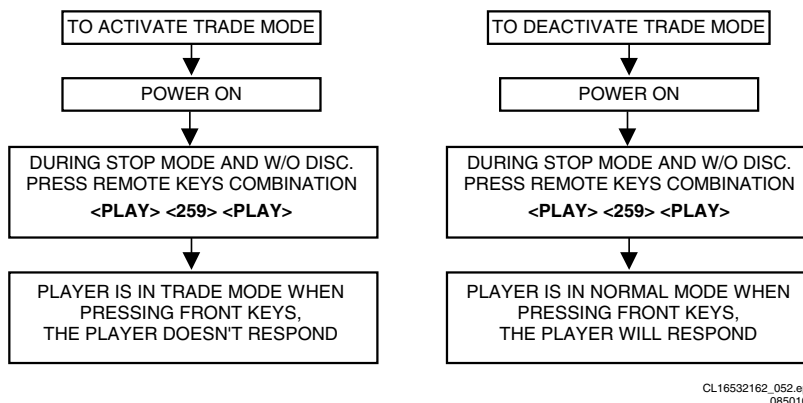 TO ACTIVATE TRADE MODE
POWER ON
DURING STOP MODE AND W/O DISC.
PRESS REMOTE KEYS COMBINATION
<PLAY> <259> <PLAY>
PLAYER IS IN TRADE MODE WHEN
PRESSING FRONT KEYS,
THE PLAYER DOESN'T RESPOND
TO DEACTIVATE TRADE MODE
POWER ON
DURING STOP MODE AND W/O DISC.
PRESS REMOTE KEYS COMBINATION
<PLAY> <259> <PLAY>
PLAYER IS IN NORMAL MODE WHEN
PRESSING FRONT KEYS,
THE PLAYER WILL RESPOND
CL16532162_052.e
08501